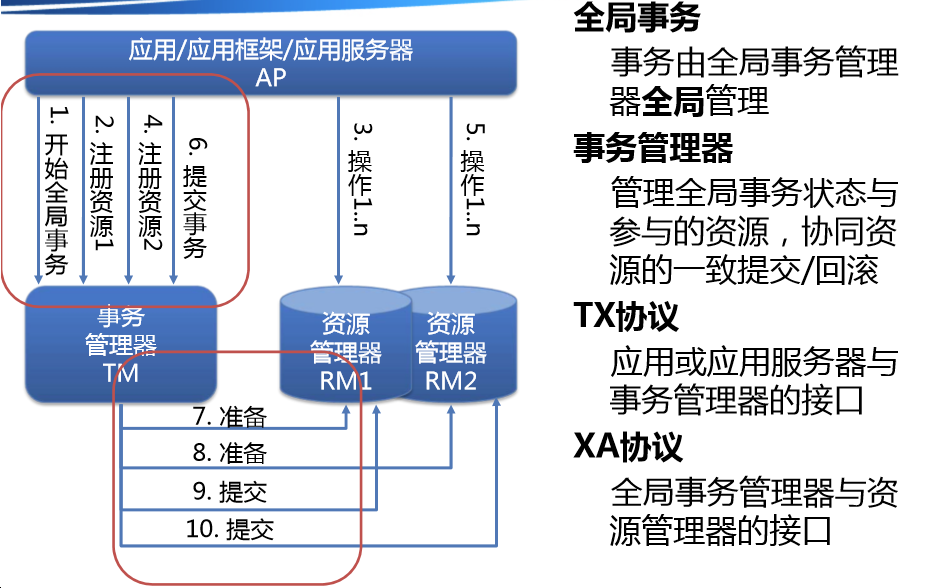 应用/应用框架/应用服务器
AP
1. 开始全局事务
2. 注册资源1
4. 注册资源2
6. 提交事务
3. 操作1..n
5. 操作1..n
事务
管理器
TM
资源
管理器
RM1
资源
管理器
RM2
7. 准备
8. 准备
9. 提交
10. 提交
全局事务
事务由全局事务管理
器全局管理
事务管理器
管理全局事务状态与
参与的资源，协同资
源的一致提交/回滚
TX协议
应用或应用服务器与
事务管理器的接口
XA协议
全局事务管理器与资
源管理器的接口